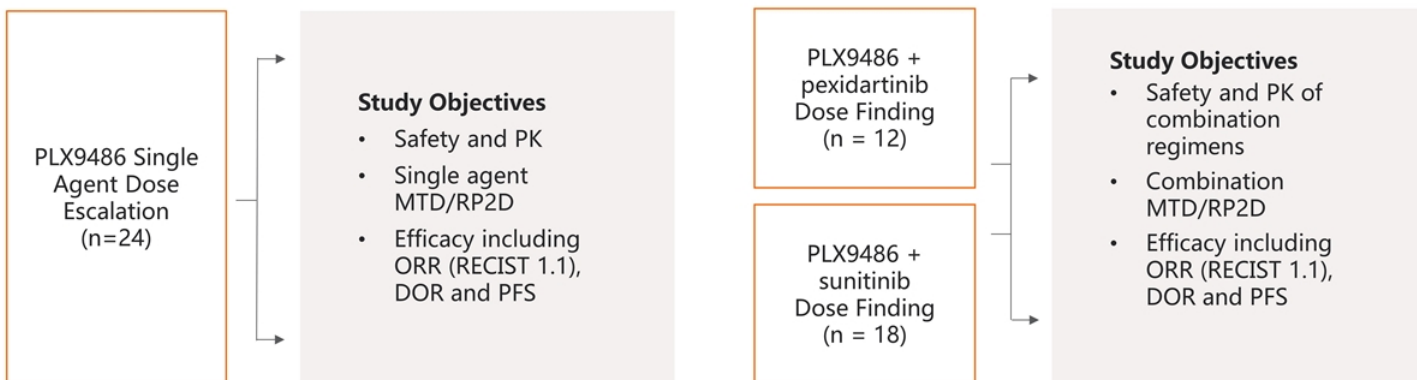 PLX9486 Single
Agent Dose
Escalation
(n=24)
Study Objectives
• Safety and PK
• Single agent
MTD/RP2D
• Efficacy including
ORR (RECIST 1.1),
DOR and PFS
PLX9486 +
pexidartinib
Dose Finding
(n = 12)
PLX9486 +
sunitinib
Dose Finding
(n = 18)
Study Objectives
• Safety and PK of
combination
regimens
• Combination
MTD/RP2D
• Efficacy including
ORR (RECIST 1.1),
DOR and PFS